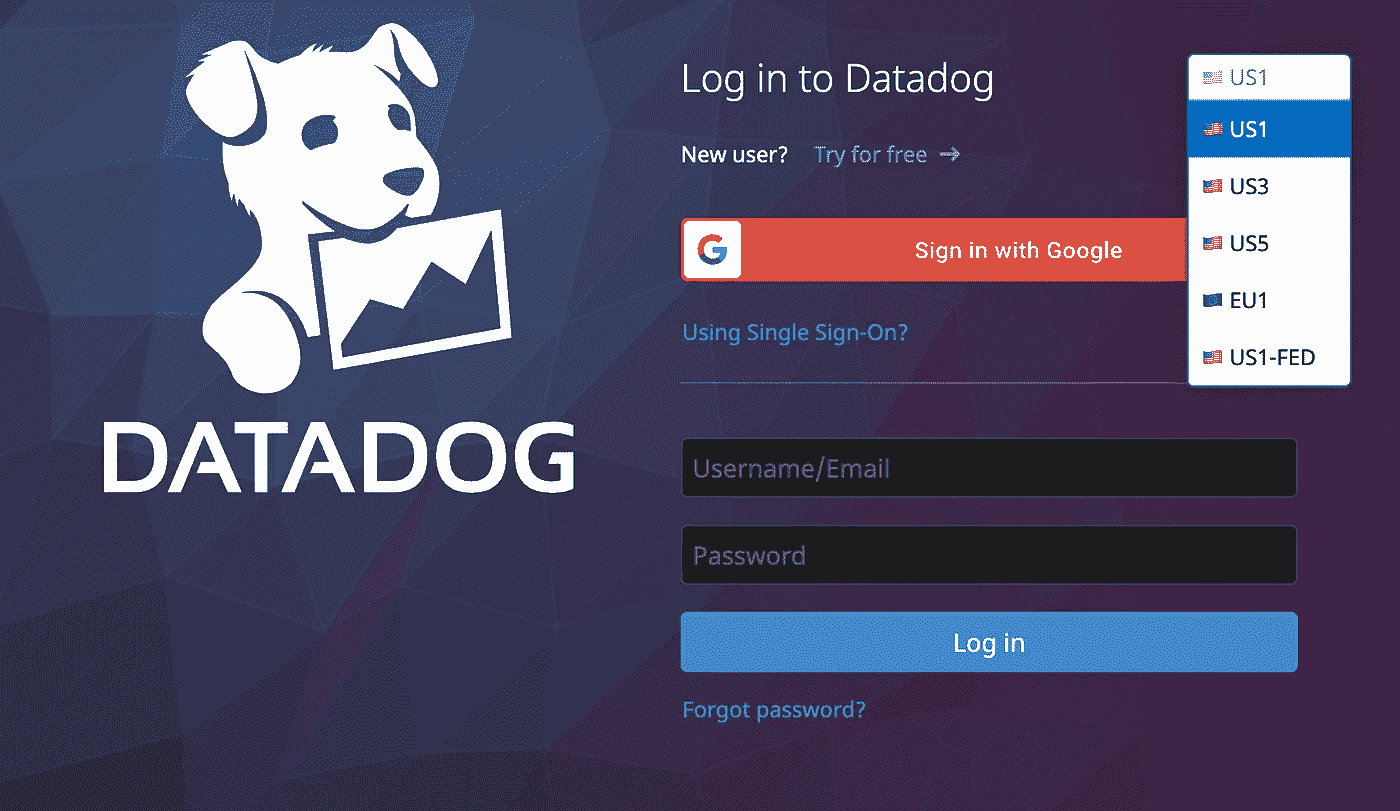 DATADOG
Log in to Datadog
New user? Try for free →
Sign in with Google
Using Single Sign-On?
Username/Email
Password
Log in
Forgot password?
US1
US1
US3
US5
EU1
US1-FED